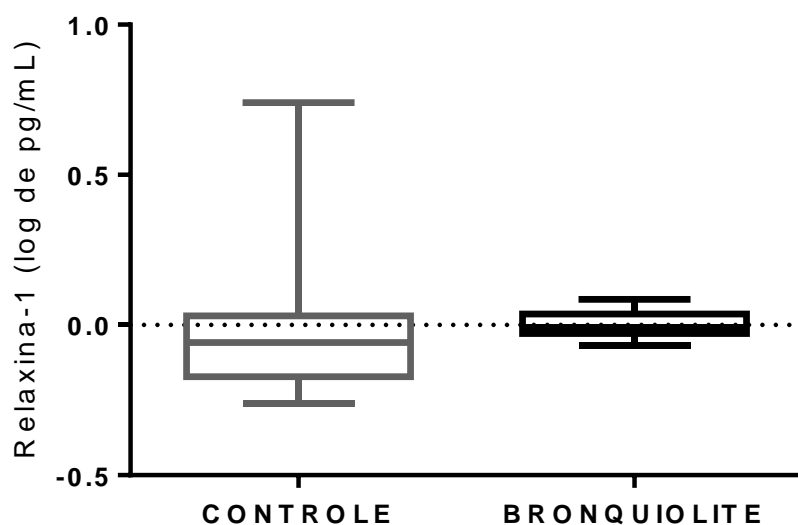 Relaxina-1 (log de pg/mL)
1.0
0.5
0.0
-0.5
CONTROLE
BRONQUIOLITE